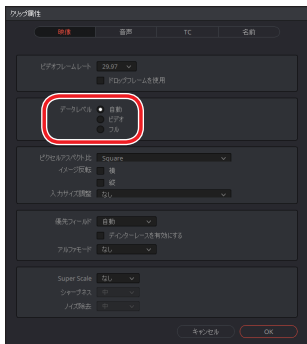 クリップ属性
映像 音声 TC 名前
ビデオフレームレート 29.97
ドロップフレームを使用
データレベル 自動
ビデオ
フル
ピクセルアスペクト比 Square
イメージ反転 横
縦
入力サイズ調整 なし
優先フィールド 自動
デインターレースを有効にする
アルファモード なし
Super Scale なし
シャープネス 中
ノイズ除去 中
キャンセル OK